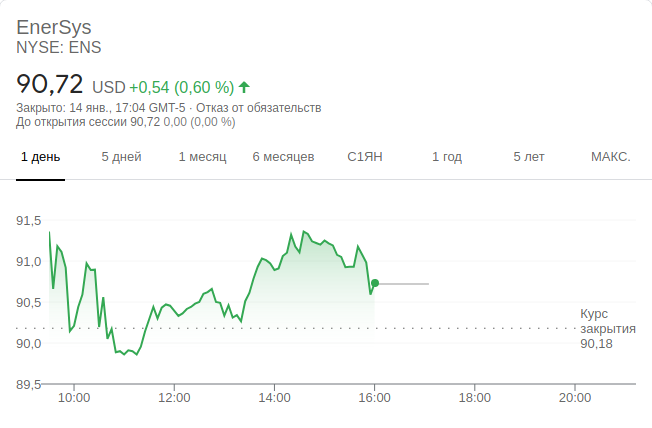 EnerSys
NYSE: ENS
90,72 USD +0,54 (0,60 %)
Закрыто: 14 янв., 17:04 GMT-5 · Отказ от обязательств
До открытия сессии 90,72 0,00 (0,00 %)
1 день 5 дней 1 месяц 6 месяцев С1ЯН 1 год 5 лет МАКС.
91,5
91,0
90,5
90,0
89,5
Курс
закрытия
90,18
10:00 12:00 14:00 16:00 18:00 20:00